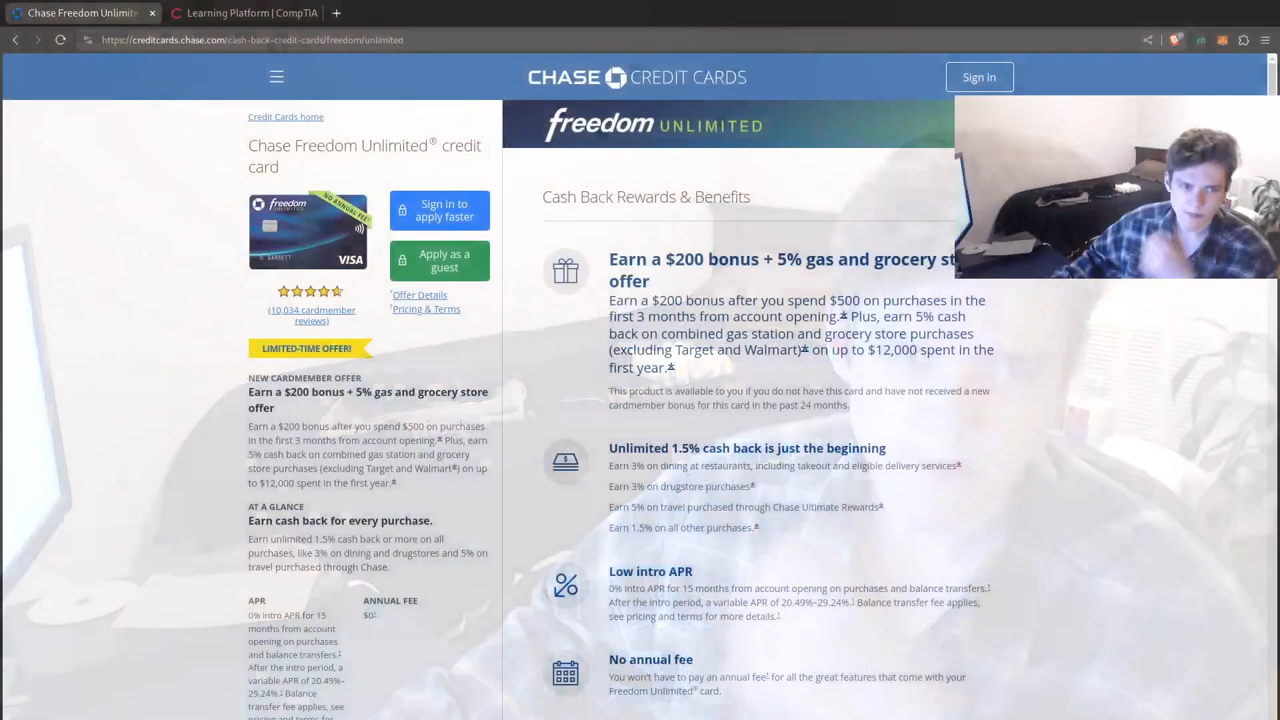 Chase Freedom Unlimite
Learning Platform | CompTIA
https://creditcards.chase.com/cash-back-credit-cards/freedom/unlimited
CHASE CREDIT CARDS
Sign in
Credit Cards home
Chase Freedom Unlimited® credit
card
NO ANNUAL FEE
freedom
UNLIMITED
D. BARRETT
VISA
Sign in to
apply faster
Apply as a
guest
*Offer Details
†Pricing & Terms
(10,034 cardmember
reviews)
LIMITED-TIME OFFER!
NEW CARDMEMBER OFFER
Earn a $200 bonus + 5% gas and grocery store
offer
Earn a $200 bonus after you spend $500 on purchases
in the first 3 months from account opening.* Plus, earn
5% cash back on combined gas station and grocery
store purchases (excluding Target and Walmart*) on up
to $12,000 spent in the first year.*
AT A GLANCE
Earn cash back for every purchase.
Earn unlimited 1.5% cash back or more on all
purchases, like 3% on dining and drugstores and 5% on
travel purchased through Chase.
APR
0% intro APR for 15
months from account
opening on purchases
and balance transfers.†
After the intro period, a
variable APR of 20.49%–
29.24%.† Balance
transfer fee applies, see
pricing and terms for
ANNUAL FEE
$0†
freedom UNLIMITED
Cash Back Rewards & Benefits
Earn a $200 bonus + 5% gas and grocery st
offer
Earn a $200 bonus after you spend $500 on purchases in the
first 3 months from account opening.* Plus, earn 5% cash
back on combined gas station and grocery store purchases
(excluding Target and Walmart)* on up to $12,000 spent in the
first year.*
This product is available to you if you do not have this card and have not received a new
cardmember bonus for this card in the past 24 months.
Unlimited 1.5% cash back is just the beginning
Earn 3% on dining at restaurants, including takeout and eligible delivery services*
Earn 3% on drugstore purchases*
Earn 5% on travel purchased through Chase Ultimate Rewards*
Earn 1.5% on all other purchases.*
Low intro APR
0% intro APR for 15 months from account opening on purchases and balance transfers.†
After the intro period, a variable APR of 20.49%–29.24%.† Balance transfer fee applies,
see pricing and terms for more details.†
No annual fee
You won't have to pay an annual fee† for all the great features that come with your
Freedom Unlimited® card.